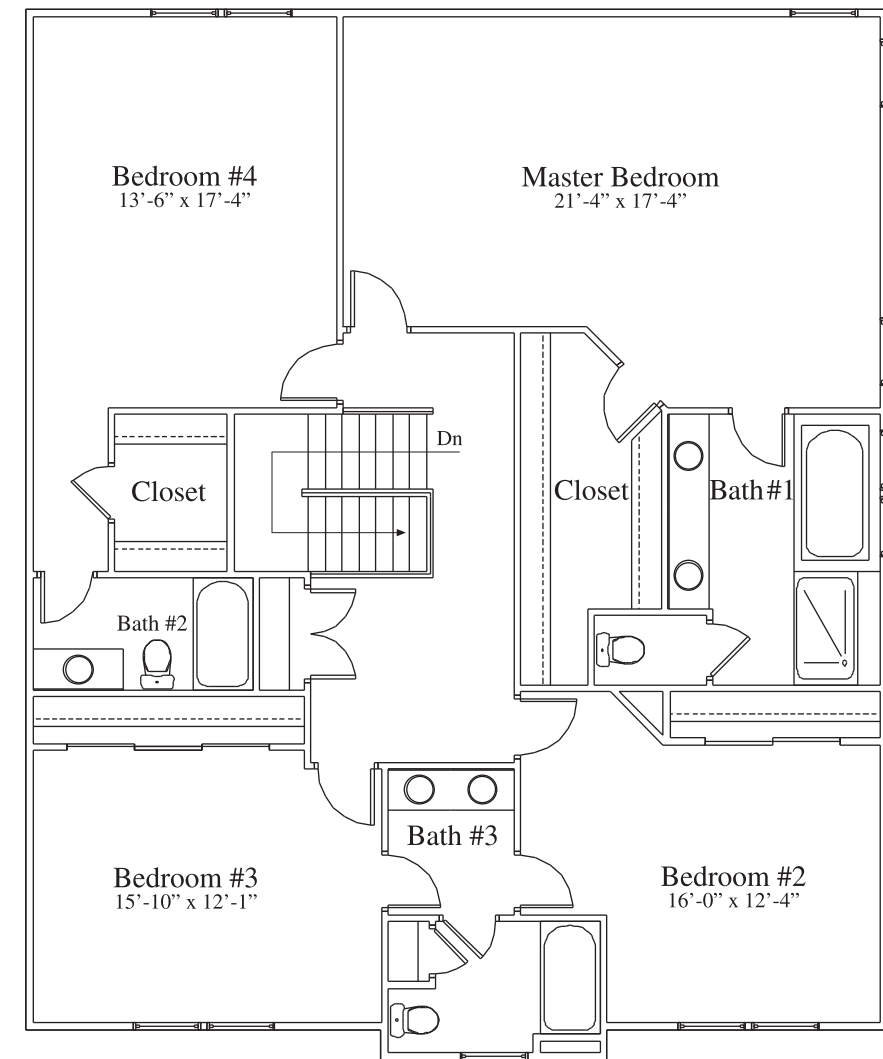 Bedroom #4
13’-6” x 17’-4”
Master Bedroom
21’-4” x 17’-4”
Dn
Closet
Closet
Bath#1
Bath #2
Bath #3
Bedroom #3
15’-10” x 12’-1”
Bedroom #2
16’-0” x 12’-4”